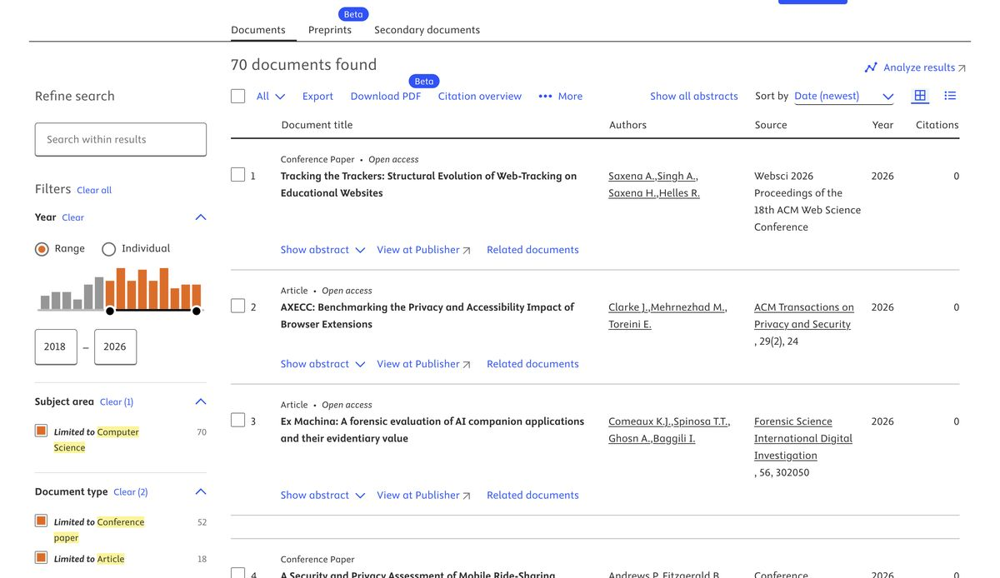 Beta
Documents Preprints Secondary documents
70 documents found
Analyze results
Beta
All Export Download PDF Citation overview ••• More Show all abstracts Sort by Date (newest)
Document title Authors Source Year Citations
Refine search
Search within results
Filters Clear all
Year Clear
Range Individual
2018 – 2026
Subject area Clear (1)
Limited to Computer 70
Science
Document type Clear (2)
Limited to Conference 52
paper
Limited to Article 18
Conference Paper • Open access
1 Tracking the Trackers: Structural Evolution of Web-Tracking on
Educational Websites
Saxena A.,Singh A.,
Saxena H.,Helles R.
Websci 2026
Proceedings of the
18th ACM Web Science
Conference
2026 0
Show abstract View at Publisher Related documents
Article • Open access
2 AXECC: Benchmarking the Privacy and Accessibility Impact of
Browser Extensions
Clarke J.,Mehrnezhad M.,
Toreini E.
ACM Transactions on
Privacy and Security
, 29(2), 24
2026 0
Show abstract View at Publisher Related documents
Article • Open access
3 Ex Machina: A forensic evaluation of AI companion applications
and their evidentiary value
Comeaux K.J.,Spinosa T.T.,
Ghosn A.,Baggili I.
Forensic Science
International Digital
Investigation
, 56, 302050
2026 0
Show abstract View at Publisher Related documents
Conference Paper
4 A Security and Privacy Assessment of Mobile Ride-Sharing
Andrews P.,Fitzgerald B.,
Conference
2026 0